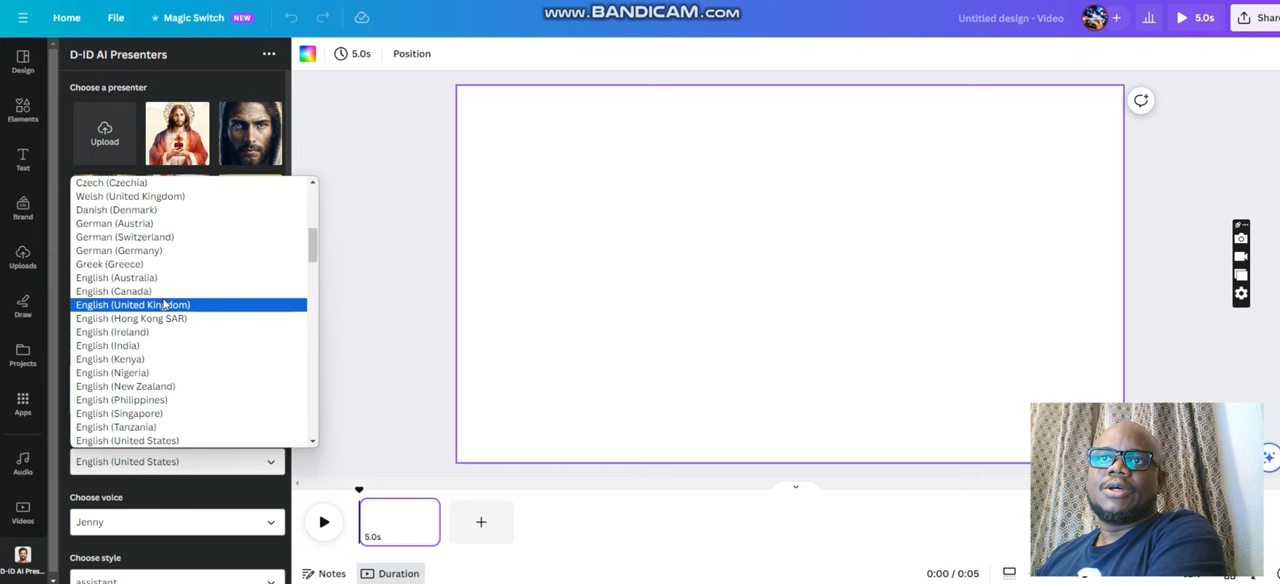 www.BANDICAM.com
Home
File
Magic Switch
NEW
Untitled design - Video
5.0s
Share
Design
Elements
Text
Brand
Uploads
Draw
Projects
Apps
Audio
Videos
D-ID AI Pres...
D-ID AI Presenters
Choose a presenter
Upload
Czech (Czechia)
Welsh (United Kingdom)
Danish (Denmark)
German (Austria)
German (Switzerland)
German (Germany)
Greek (Greece)
English (Australia)
English (Canada)
English (United Kingdom)
English (Hong Kong SAR)
English (Ireland)
English (India)
English (Kenya)
English (Nigeria)
English (New Zealand)
English (Philippines)
English (Singapore)
English (Tanzania)
English (United States)
English (United States)
Choose voice
Jenny
Choose style
assistant
5.0s
Position
5.0s
Notes
Duration
0:00 / 0:05